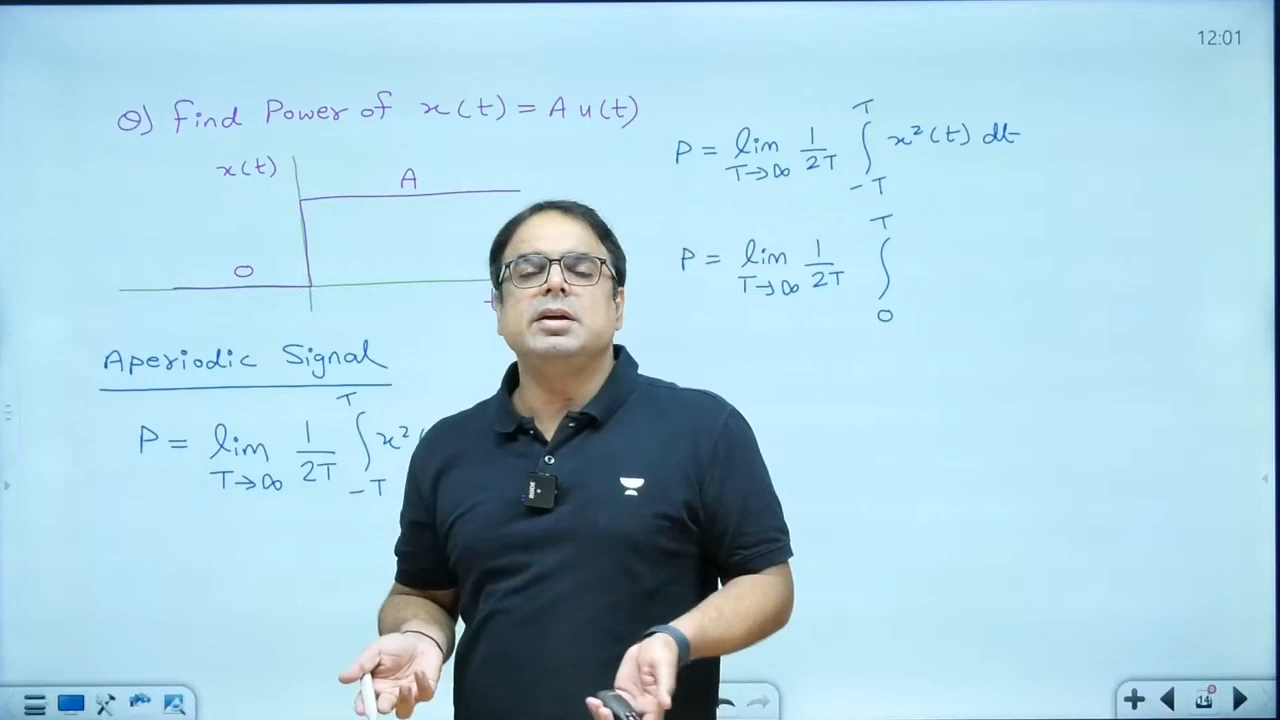 12:01
Q) Find Power of x(t) = A u(t)
x(t)
A
0
Aperiodic Signal
P = lim T→∞ 1/2T ∫ T -T x²
P = lim T→∞ 1/2T ∫ T -T x²(t) dt
P = lim T→∞ 1/2T ∫ T 0
14